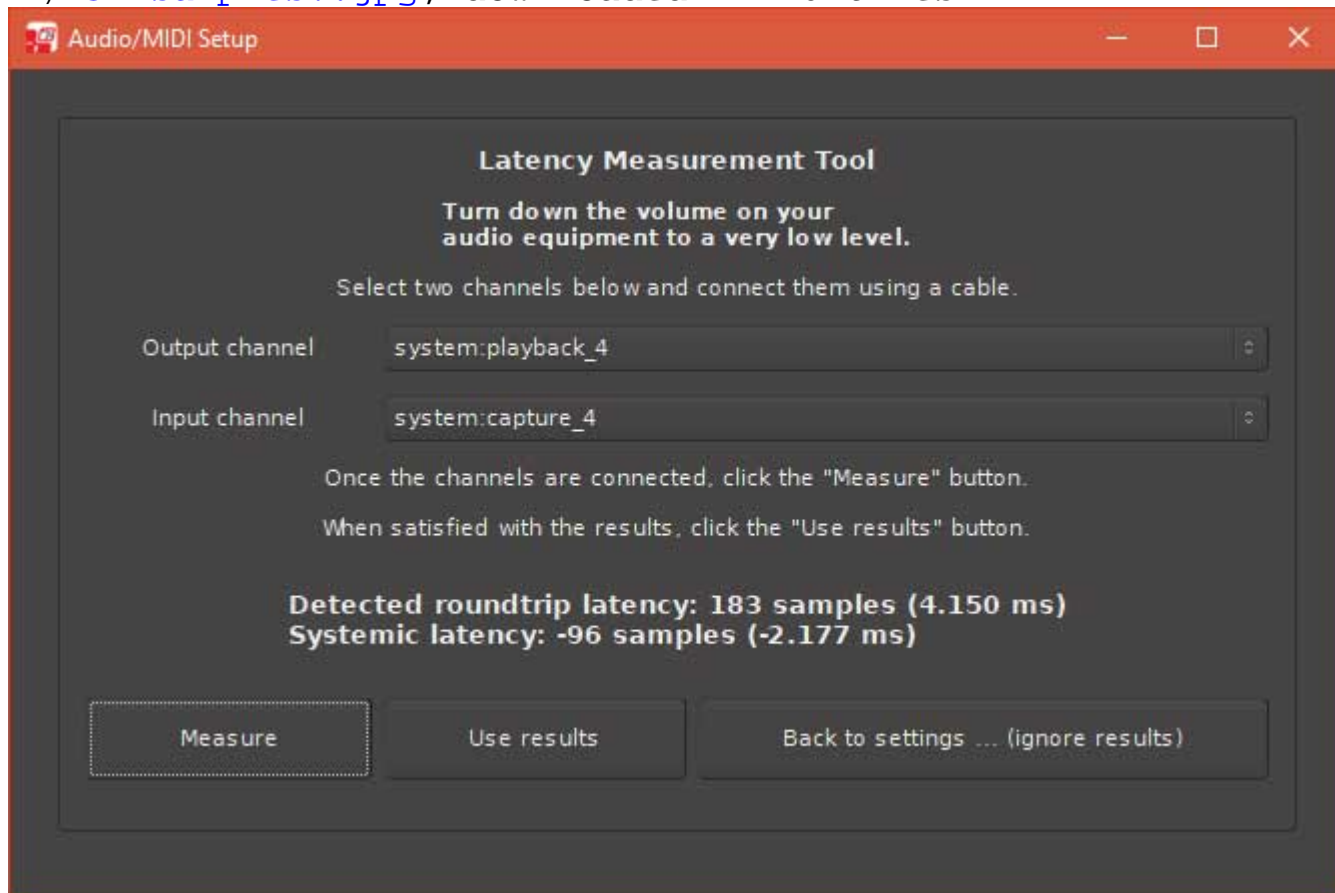 Audio/MIDI Setup
Latency Measurement Tool
Turn down the volume on your
audio equipment to a very low level.
Select two channels below and connect them using a cable.
Output channel system:playback_4
Input channel system:capture_4
Once the channels are connected, click the "Measure" button.
When satisfied with the results, click the "Use results" button.
Detected roundtrip latency: 183 samples (4.150 ms)
Systemic latency: -96 samples (-2.177 ms)
Measure Use results Back to settings ... (ignore results)